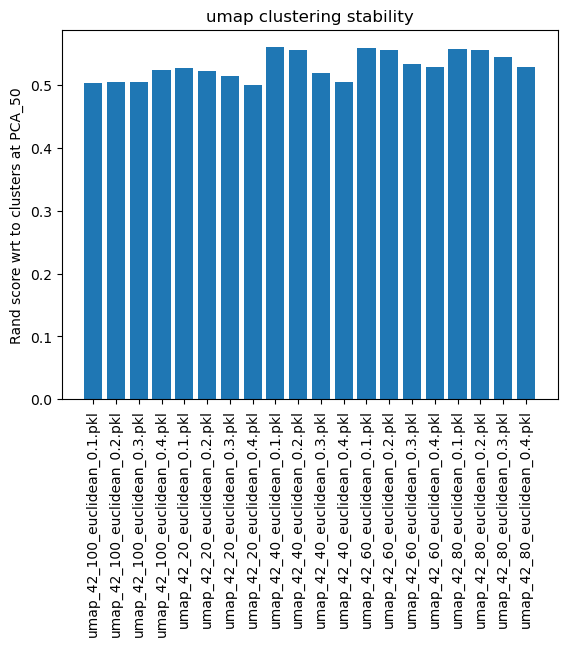 umap clustering stability
Rand score wrt to clusters at PCA_50
0.5
0.4
0.3
0.2
0.1
0.0
umap_42_100_euclidean_0.1.pkl
umap_42_100_euclidean_0.2.pkl
umap_42_100_euclidean_0.3.pkl
umap_42_100_euclidean_0.4.pkl
umap_42_20_euclidean_0.1.pkl
umap_42_20_euclidean_0.2.pkl
umap_42_20_euclidean_0.3.pkl
umap_42_20_euclidean_0.4.pkl
umap_42_40_euclidean_0.1.pkl
umap_42_40_euclidean_0.2.pkl
umap_42_40_euclidean_0.3.pkl
umap_42_40_euclidean_0.4.pkl
umap_42_60_euclidean_0.1.pkl
umap_42_60_euclidean_0.2.pkl
umap_42_60_euclidean_0.3.pkl
umap_42_60_euclidean_0.4.pkl
umap_42_80_euclidean_0.1.pkl
umap_42_80_euclidean_0.2.pkl
umap_42_80_euclidean_0.3.pkl
umap_42_80_euclidean_0.4.pkl